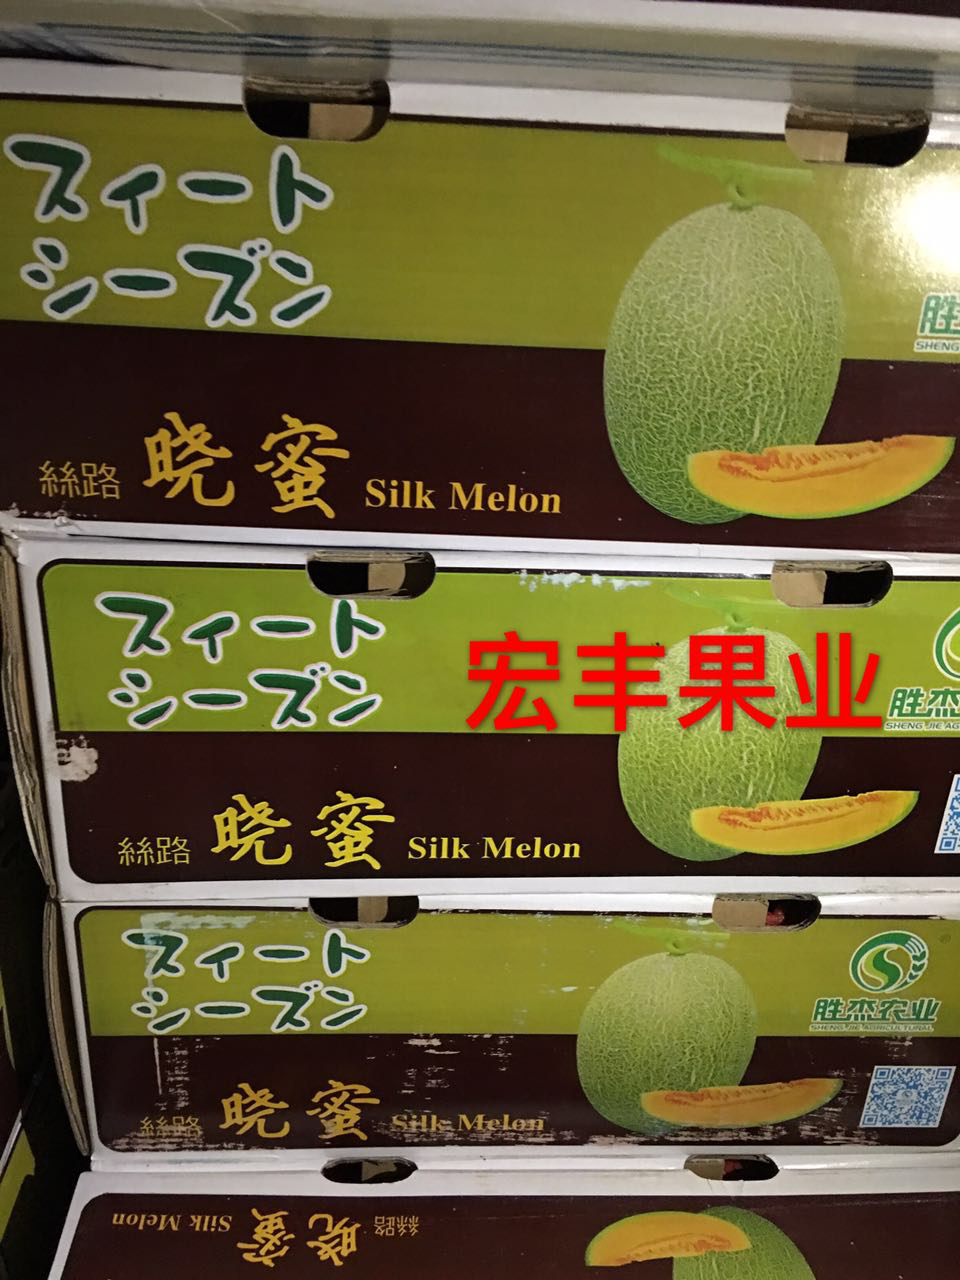 スィート
シーズン
絲路 晓蜜 Silk Melon
胜
SHENG
スィート
シーズン
宏丰果业
胜杰
SHENG JIE AG
絲路 晓蜜 Silk Melon
スィート
シーズン
胜杰农业
SHENG JIE AGRICULTURAL
絲路 晓蜜 Silk Melon
絲路 晓蜜 Silk Melon